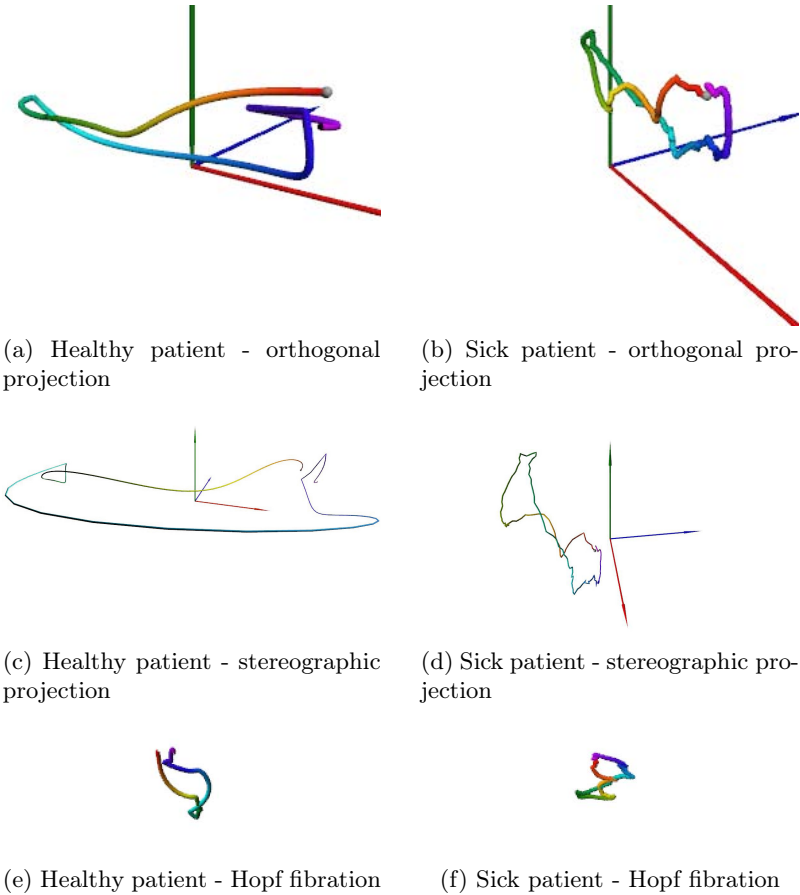 (a) Healthy patient - orthogonal
projection
(b) Sick patient - orthogonal pro-
jection
(c) Healthy patient - stereographic
projection
(d) Sick patient - stereographic pro-
jection
(e) Healthy patient - Hopf fibration
(f) Sick patient - Hopf fibration